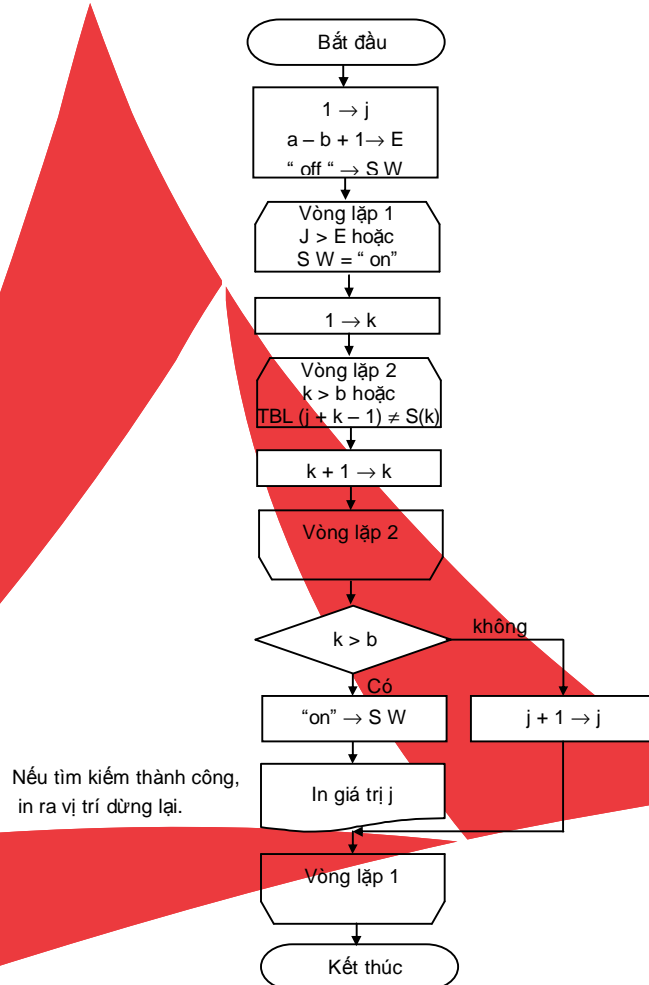 Bắt đầu
1 → j
a – b + 1→ E
“ off “ → S W
Vòng lặp 1
J > E hoặc
S W = “ on”
1 → k
Vòng lặp 2
k > b hoặc
TBL (j + k – 1) ≠ S(k)
k + 1 → k
Vòng lặp 2
k > b
không
Có
“on” → S W
j + 1 → j
Nếu tìm kiếm thành công,
in ra vị trí dừng lại.
In giá trị j
Vòng lặp 1
Kết thúc